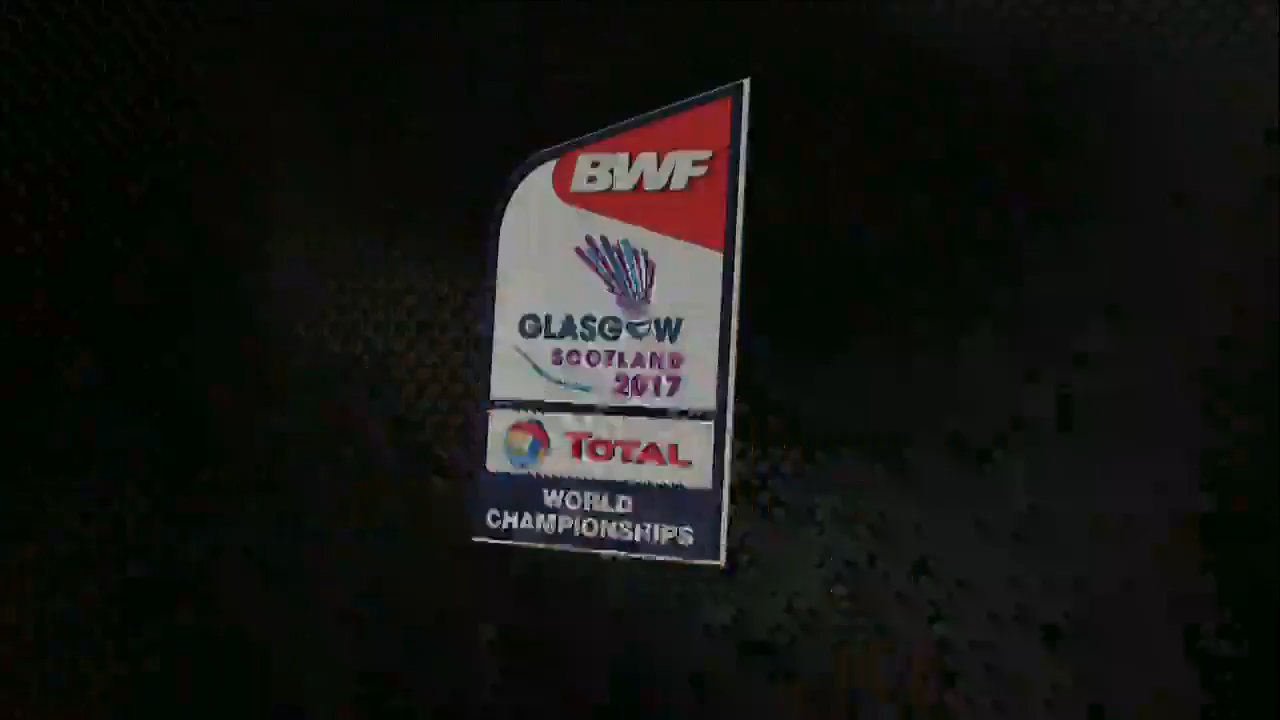 BWF
GLASGOW
SCOTLAND
2017
TOTAL
WORLD
CHAMPIONSHIPS